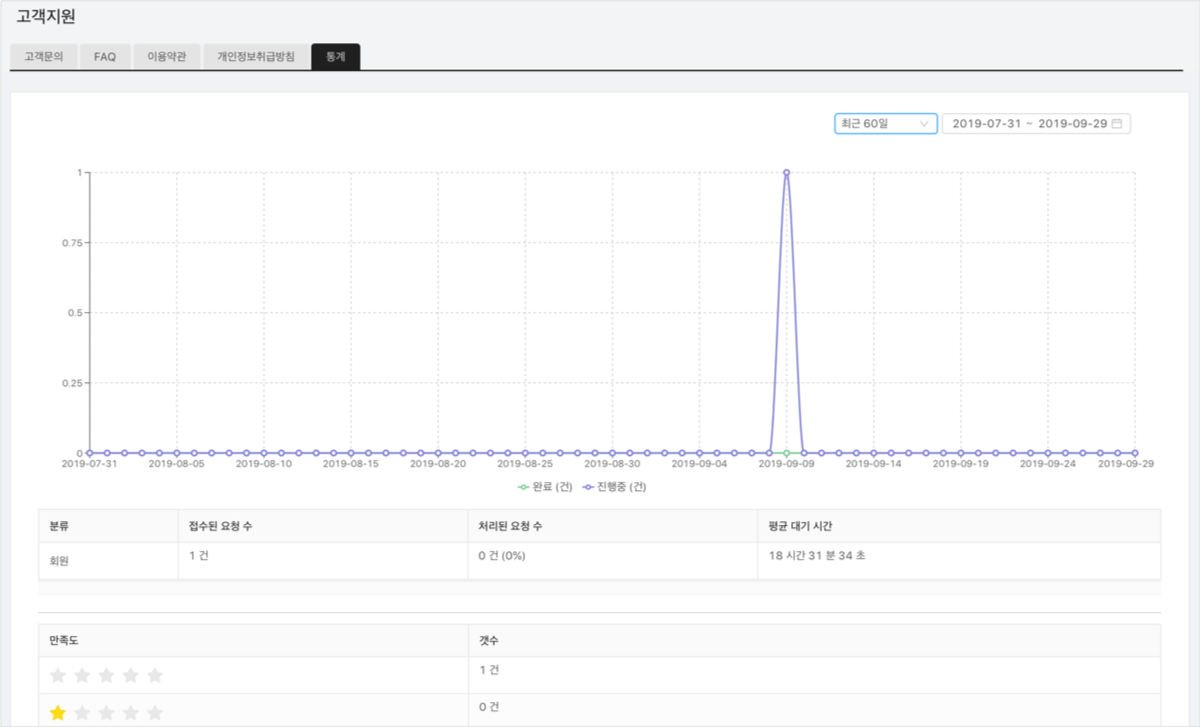 고객지원
고객문의 FAQ 이용약관 개인정보취급방침 통계
최근 60일 2019-07-31 ~ 2019-09-29
1
0.75
0.5
0.25
0
2019-07-31 2019-08-05 2019-08-10 2019-08-15 2019-08-20 2019-08-25 2019-08-30 2019-09-04 2019-09-09 2019-09-14 2019-09-19 2019-09-24 2019-09-29
완료 (건) 진행중 (건)
분류 접수된 요청 수 처리된 요청 수 평균 대기 시간
회원 1 건 0 건 (0%) 18 시간 31 분 34 초
만족도 갯수
1 건
0 건